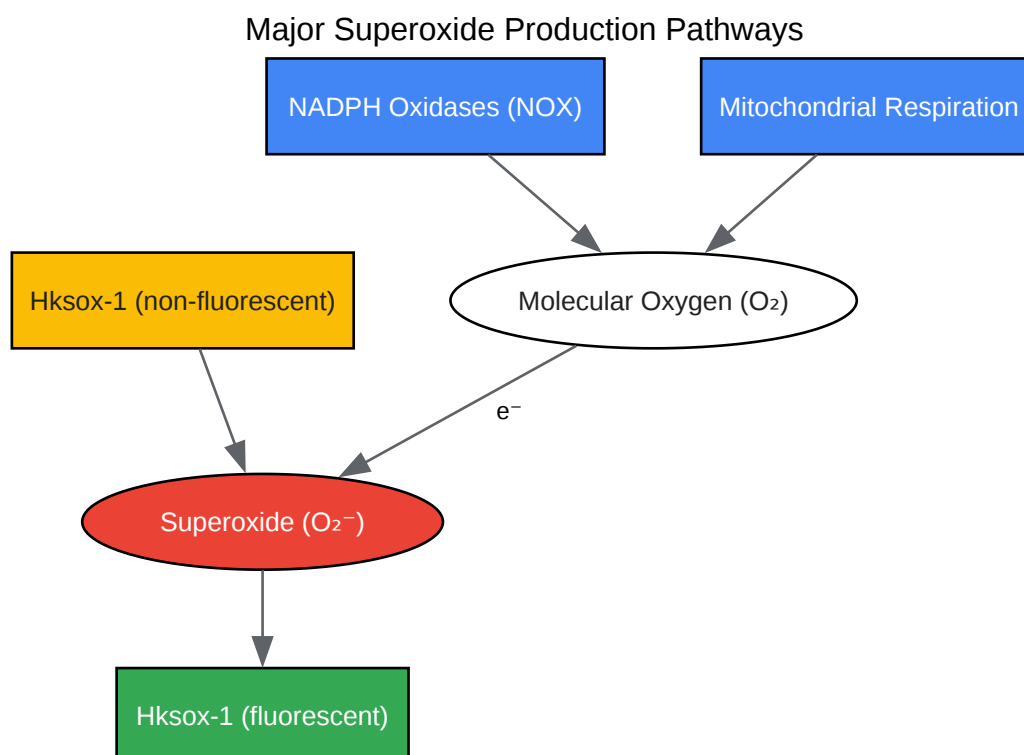 Major Superoxide Production Pathways
NADPH Oxidases (NOX)
Mitochondrial Respiration
Hksox-1 (non-fluorescent)
Molecular Oxygen (O₂)
e⁻
Superoxide (O₂⁻)
Hksox-1 (fluorescent)